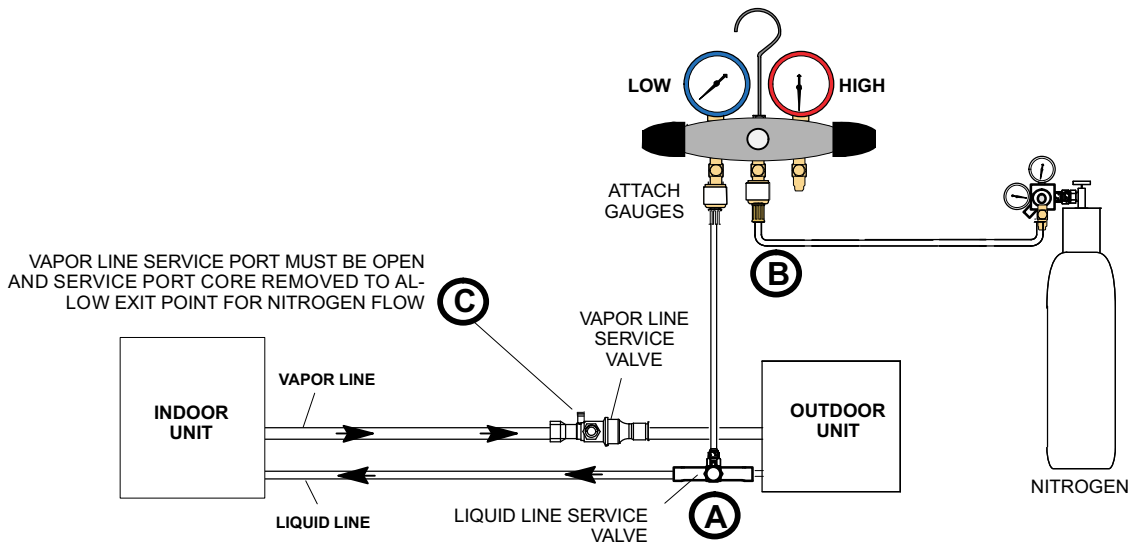 LOW
HIGH
ATTACH
GAUGES
B
VAPOR LINE SERVICE PORT MUST BE OPEN
AND SERVICE PORT CORE REMOVED TO AL-
LOW EXIT POINT FOR NITROGEN FLOW
C
VAPOR LINE
SERVICE
VALVE
VAPOR LINE
INDOOR
UNIT
OUTDOOR
UNIT
LIQUID LINE
LIQUID LINE SERVICE
VALVE
A
NITROGEN